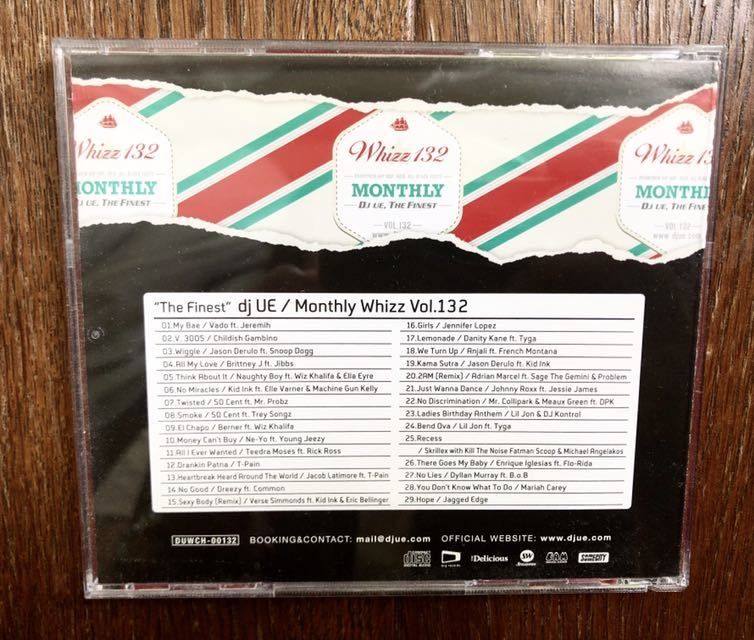 Whizz 132
MONTHLY
DJ UE, THE FINEST
Whizz 132
MONTHLY
DJ UE, THE FINEST
VOL.132
Whizz 13
MONTHLY
DJ UE, THE FINEST
VOL.132
www.djue.com
"The Finest" dj UE / Monthly Whizz Vol.132
01.My Bae / Vado ft. Jeremih
02.V. 3005 / Childish Gambino
03.Wiggle / Jason Derulo ft. Snoop Dogg
04.All My Love / Brittney J ft. Jibbs
05.Think About It / Naughty Boy ft. Wiz Khalifa & Ella Eyre
06.No Miracles / Kid Ink ft. Elle Varner & Machine Gun Kelly
07.Twisted / 50 Cent ft. Mr. Probz
08.Smoke / 50 Cent ft. Trey Songz
09.El Chapo / Berner ft. Wiz Khalifa
10.Money Can't Buy / Ne-Yo ft. Young Jeezy
11.All I Ever Wanted / Teedra Moses ft. Rick Ross
12.Drankin Patna / T-Pain
13.Heartbreak Heard Around The World / Jacob Latimore ft. T-Pain
14.No Good / Dreezy ft. Common
15.Sexy Body (Remix) / Verse Simmonds ft. Kid Ink & Eric Bellinger
16.Girls / Jennifer Lopez
17.Lemonade / Danity Kane ft. Tyga
18.We Turn Up / Anjali ft. French Montana
19.Kama Sutra / Jason Derulo ft. Kid Ink
20.2AM (Remix) / Adrian Marcel ft. Sage The Gemini & Problem
21.Just Wanna Dance / Johnny Roxx ft. Jessie James
22.No Discrimination / Mr. Collipark & Meaux Green ft. DPK
23.Ladies Birthday Anthem / Lil Jon & DJ Kontrol
24.Bend Ova / Lil Jon ft. Tyga
25.Recess
/ Skrillex with Kill The Noise Fatman Scoop & Michael Angelakos
26.There Goes My Baby / Enrique Iglesias ft. Flo-Rida
27.No Lies / Dyllan Murray ft. B.o.B
28.You Don't Know What To Do / Mariah Carey
29.Hope / Jagged Edge
DUWCH-00132 BOOKING&CONTACT: mail@djue.com OFFICIAL WEBSITE: www.djue.com
COMPACT disc DIGITAL AUDIO
Delicious